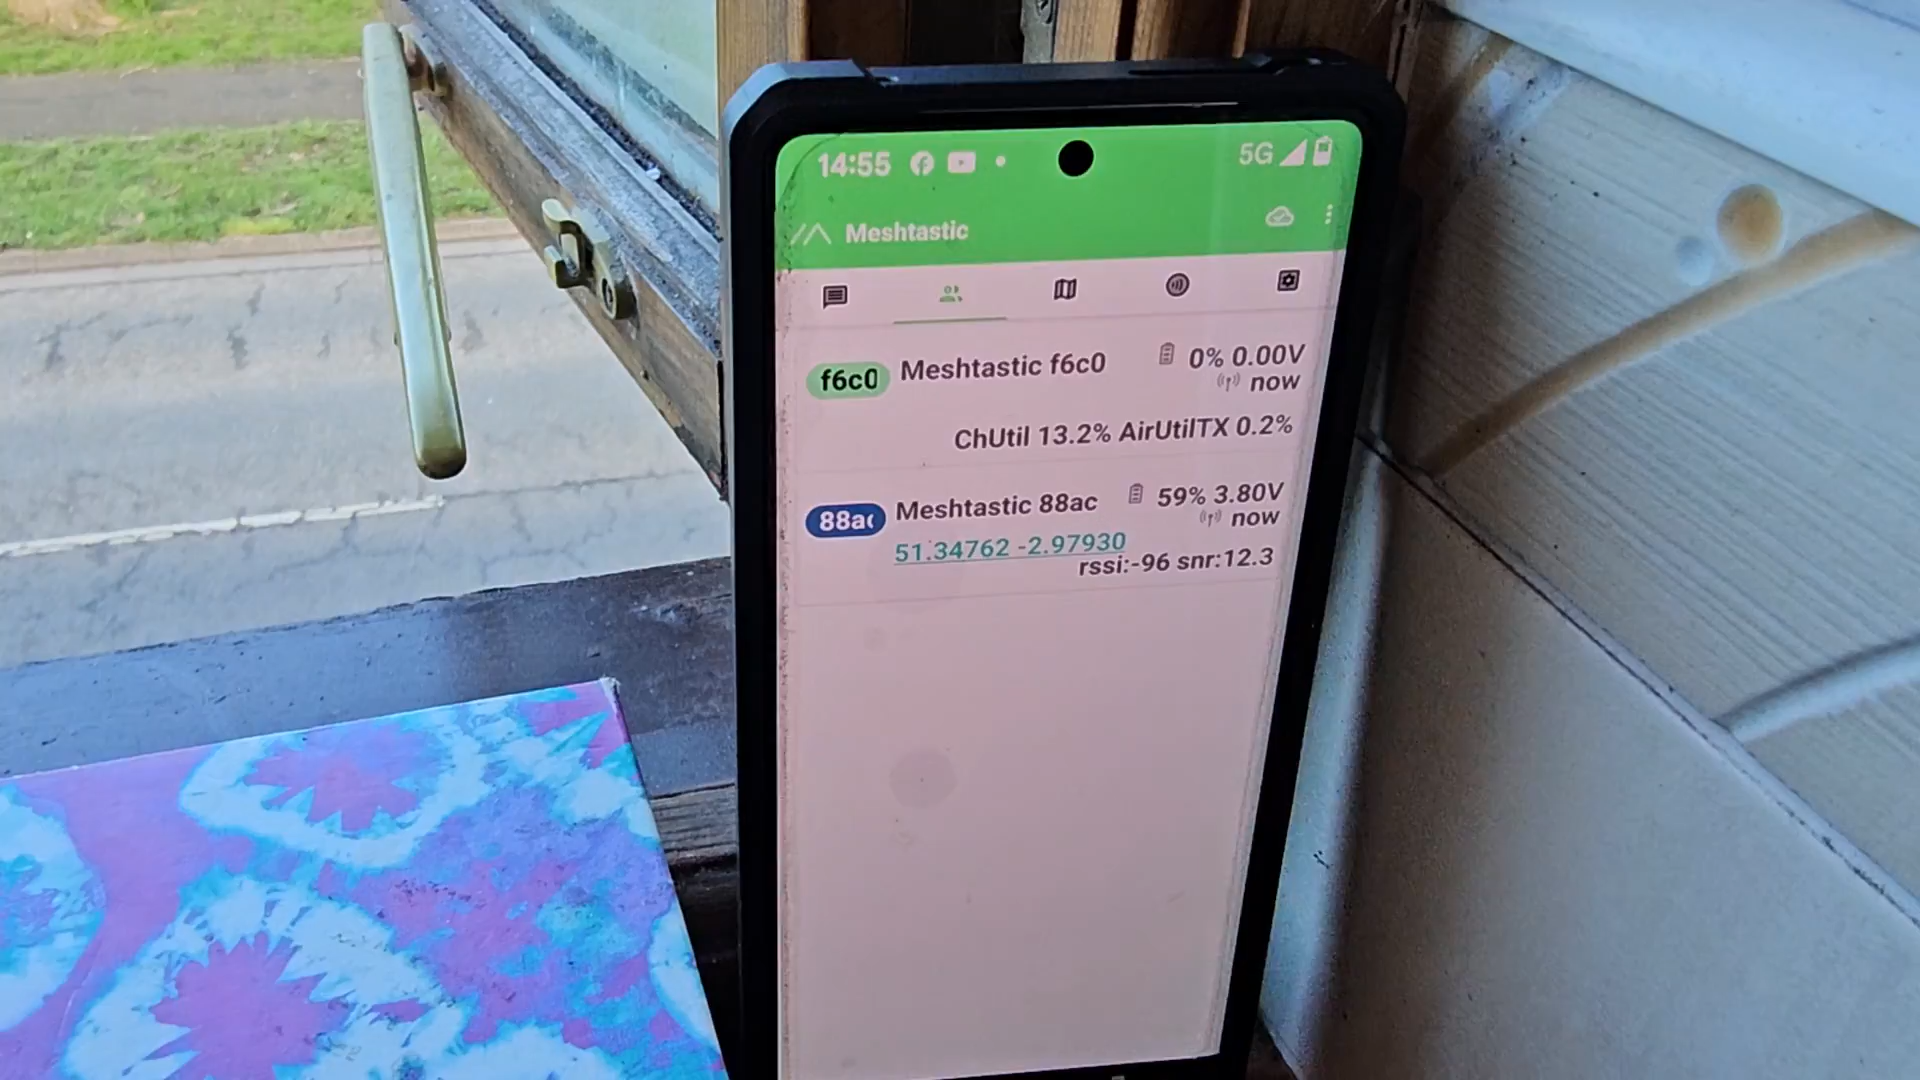 14:55 5G
Meshtastic
f6c0 Meshtastic f6c0 0% 0.00V
now
ChUtil 13.2% AirUtilTX 0.2%
88ac Meshtastic 88ac 59% 3.80V
now
51.34762 -2.97930
rssi:-96 snr:12.3